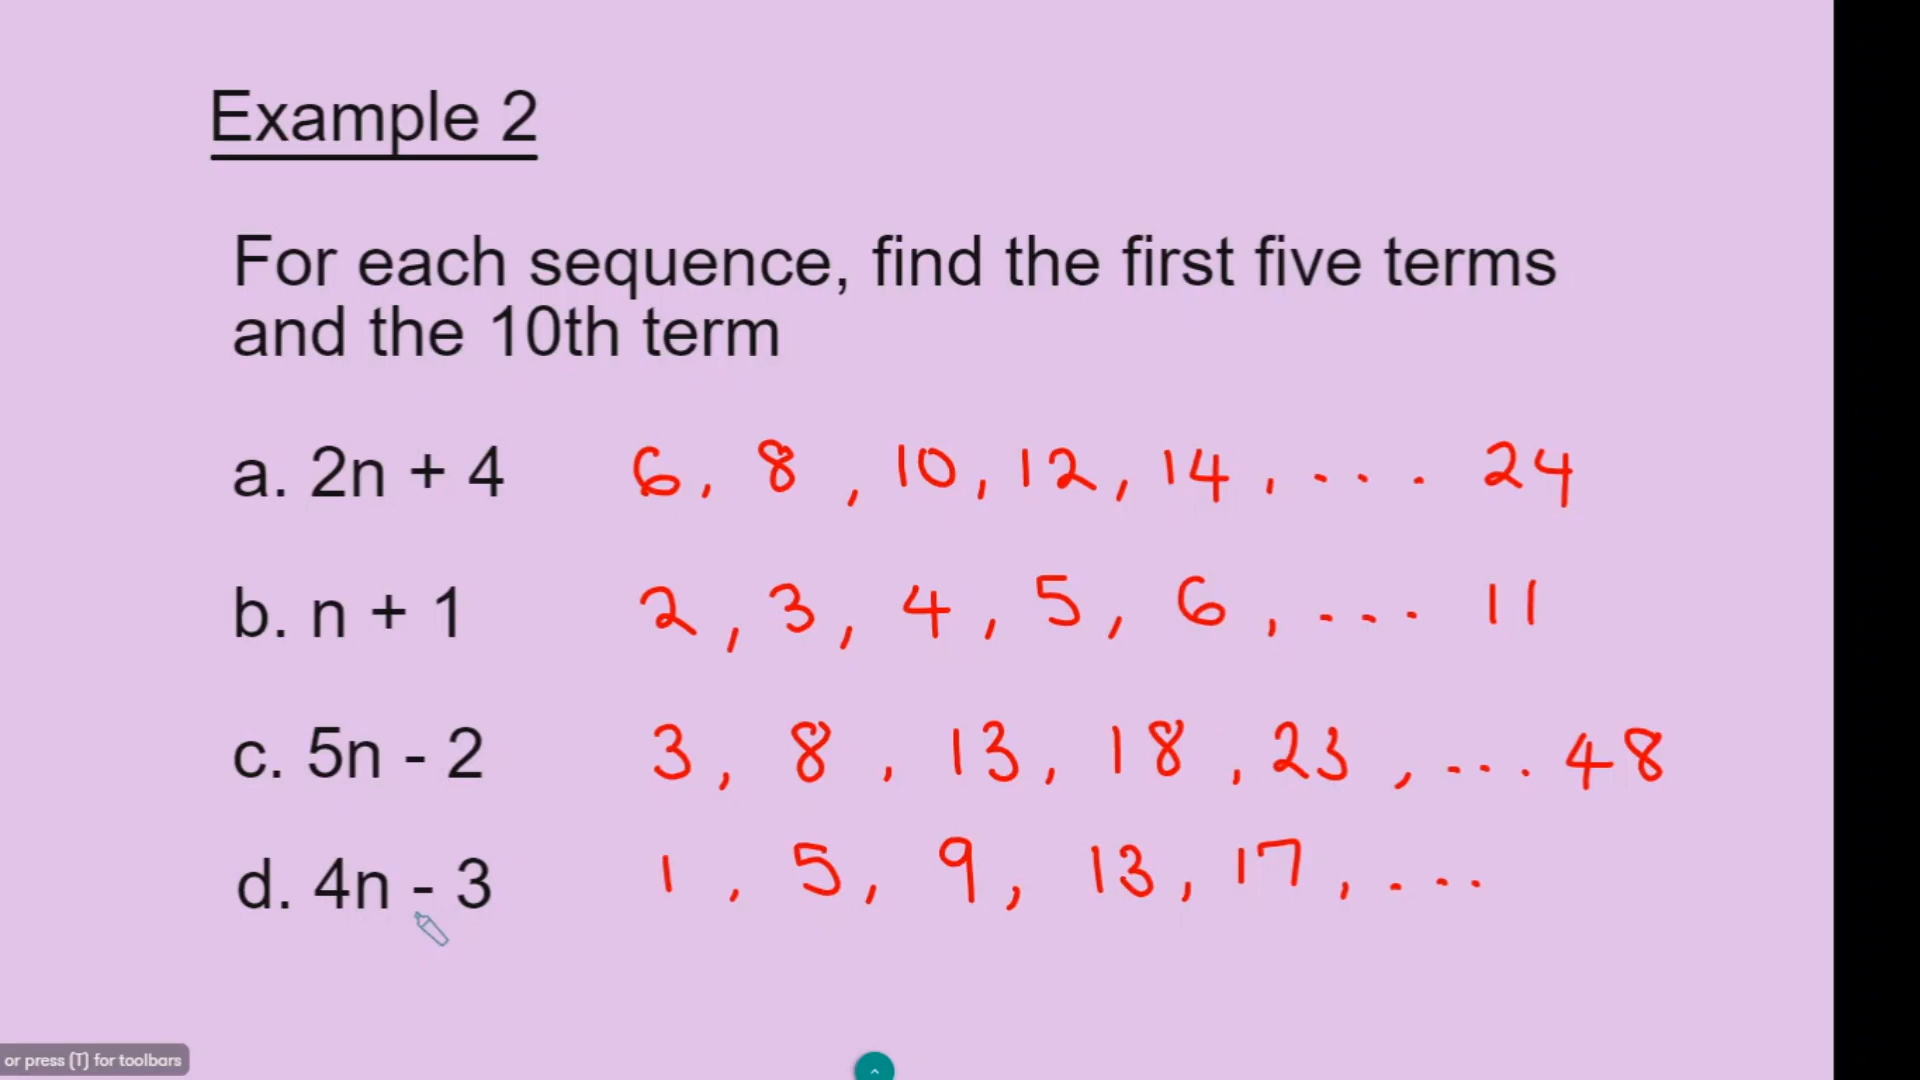 Example 2
For each sequence, find the first five terms
and the 10th term
a. 2n + 4 6, 8, 10, 12, 14, .... 24
b. n + 1 2, 3, 4, 5, 6, ... 11
c. 5n - 2 3, 8, 13, 18, 23, ... 48
d. 4n - 3 1, 5, 9, 13, 17, ...
or press (T) for toolbars